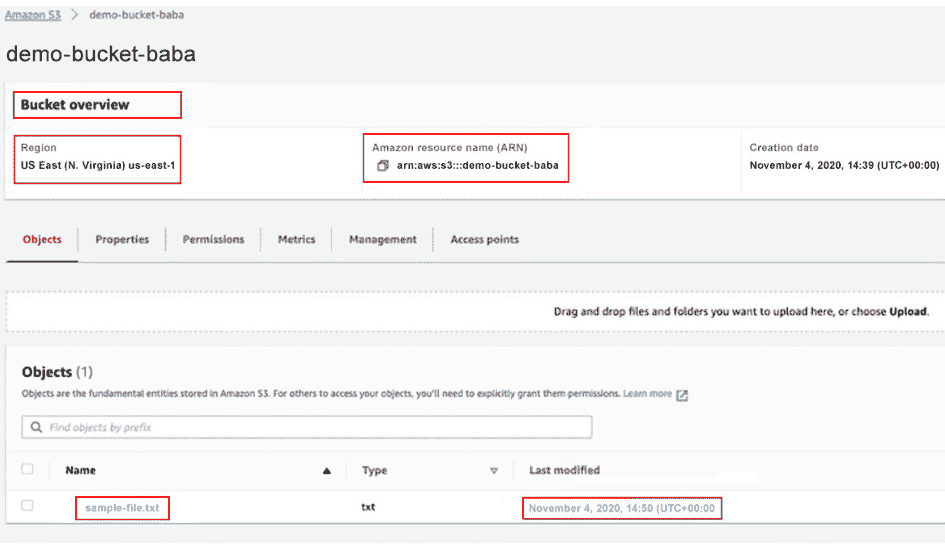 Amazon S3 > demo-bucket-baba
demo-bucket-baba
Bucket overview
Region
US East (N. Virginia) us-east-1
Amazon resource name (ARN)
arn:aws:s3:::demo-bucket-baba
Creation date
November 4, 2020, 14:39 (UTC+00:00)
Objects Properties Permissions Metrics Management Access points
Drag and drop files and folders you want to upload here, or choose Upload.
Objects (1)
Objects are the fundamental entities stored in Amazon S3. For others to access your objects, you'll need to explicitly grant them permissions. Learn more
Find objects by prefix
Name Type Last modified
sample-file.txt txt November 4, 2020, 14:50 (UTC+00:00